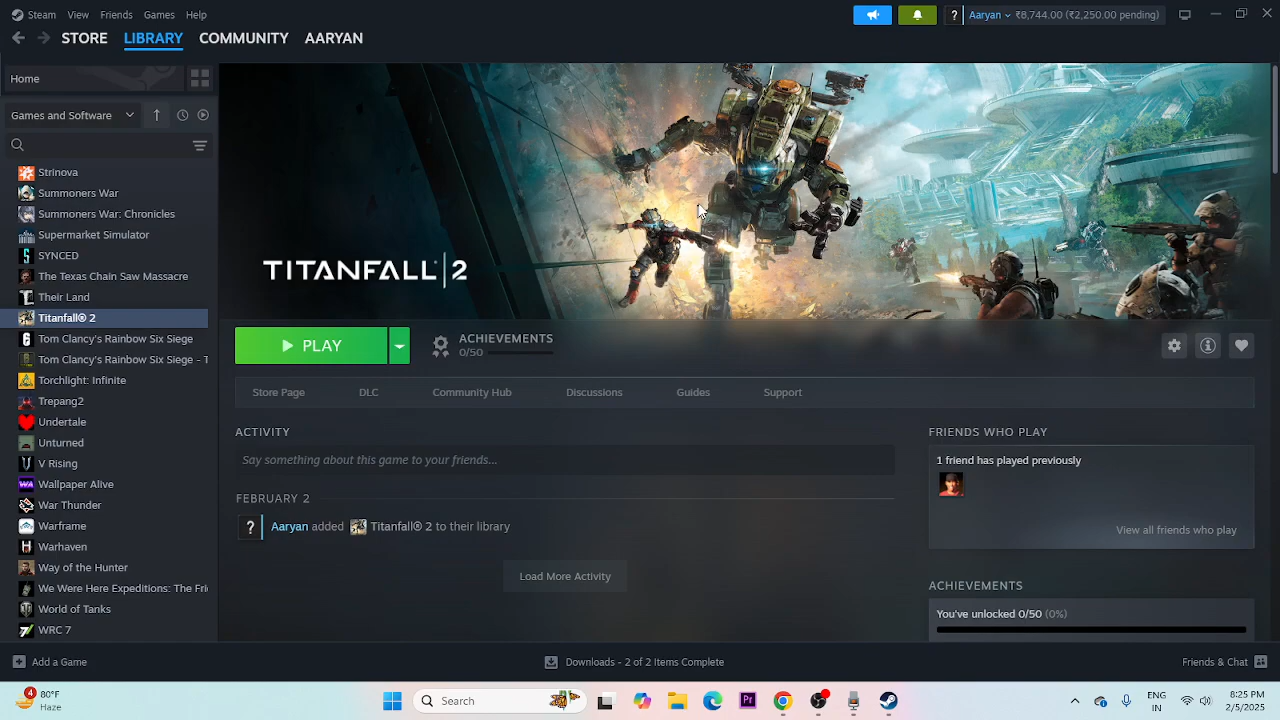 Steam View Friends Games Help
? Aaryan ₹8,744.00 (₹2,250.00 pending)
STORE LIBRARY COMMUNITY AARYAN
Home
Games and Software
Strinova
Summoners War
Summoners War: Chronicles
Supermarket Simulator
SYNCED
The Texas Chain Saw Massacre
Their Land
Titanfall® 2
Tom Clancy's Rainbow Six Siege
Tom Clancy's Rainbow Six Siege - T
Torchlight: Infinite
Trepang2
Undertale
Unturned
V Rising
Wallpaper Alive
War Thunder
Warframe
Warhaven
Way of the Hunter
We Were Here Expeditions: The Fri
World of Tanks
WRC 7
TITANFALL 2
PLAY
ACHIEVEMENTS
0/50
Store Page DLC Community Hub Discussions Guides Support
ACTIVITY
Say something about this game to your friends...
FEBRUARY 2
? Aaryan added Titanfall® 2 to their library
Load More Activity
FRIENDS WHO PLAY
1 friend has played previously
View all friends who play
ACHIEVEMENTS
You've unlocked 0/50 (0%)
Add a Game
Downloads - 2 of 2 Items Complete
Friends & Chat
4
80°F
Haze
Search
Pr
ENG
IN
8:25 PM
2/5/2025